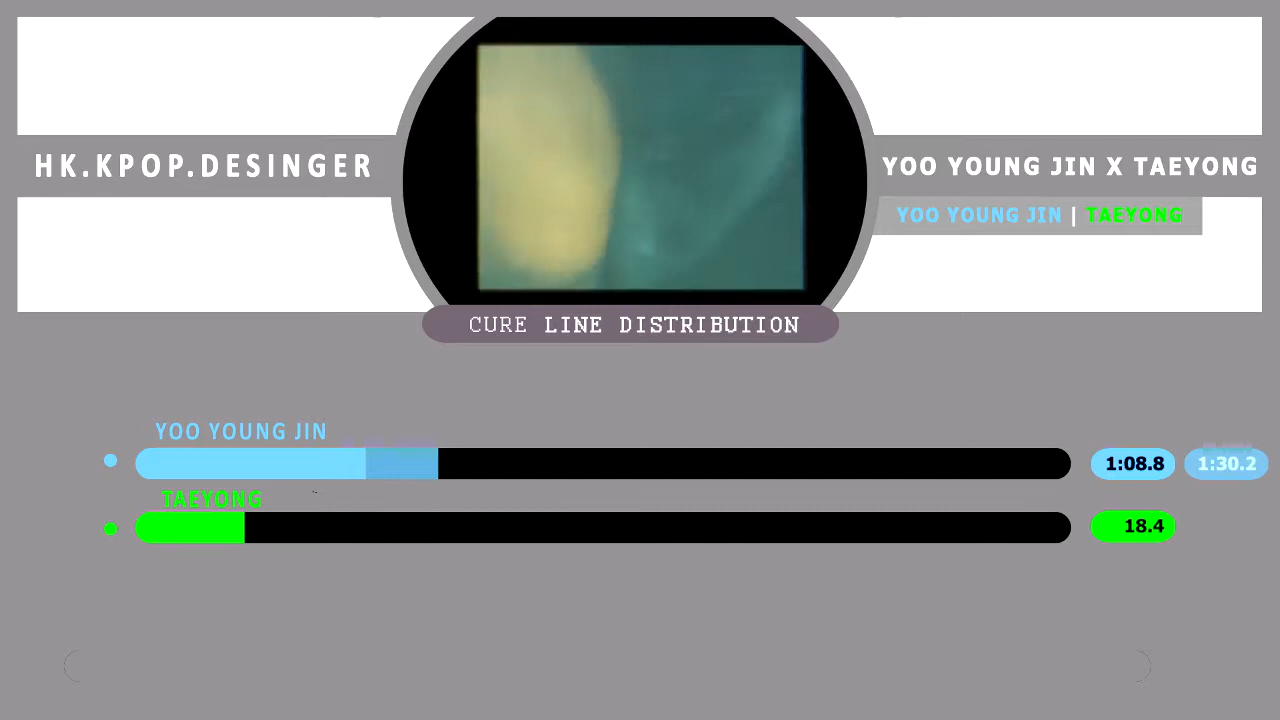 HK.KPOP.DESINGER
YOO YOUNG JIN X TAEYONG
YOO YOUNG JIN | TAEYONG
CURE LINE DISTRIBUTION
YOO YOUNG JIN
1:08.8 1:30.2
TAEYONG
18.4